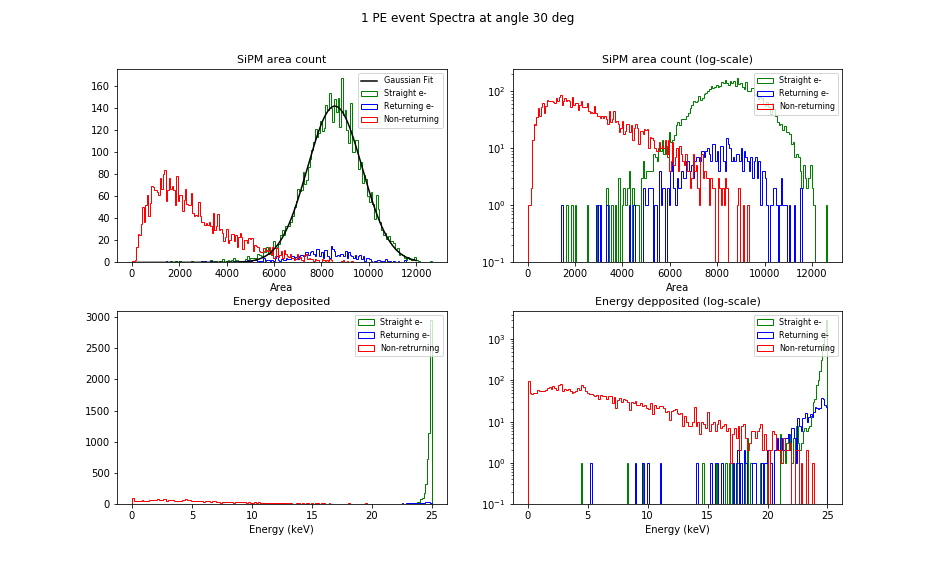 1 PE event Spectra at angle 30 deg
SiPM area count
160
140
120
100
80
60
40
20
0
0 2000 4000 6000 8000 10000 12000
Area
Gaussian Fit
Straight e-
Returning e-
Non-returning
SiPM area count (log-scale)
10²
10¹
10⁰
10⁻¹
0 2000 4000 6000 8000 10000 12000
Area
Straight e-
Returning e-
Non-returning
Energy deposited
3000
2500
2000
1500
1000
500
0
0 5 10 15 20 25
Energy (keV)
Straight e-
Returning e-
Non-retrurning
Energy depposited (log-scale)
10³
10²
10¹
10⁰
10⁻¹
0 5 10 15 20 25
Energy (keV)
Straight e-
Returning e-
Non-returning